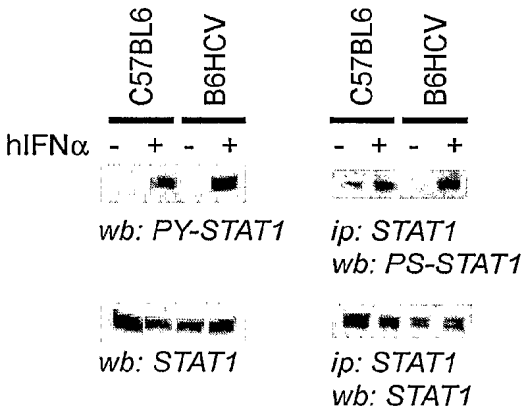 C57BL6 B6HCV C57BL6 B6HCV
hIFNα - + - + - + - +
wb: PY-STAT1
ip: STAT1
wb: PS-STAT1
wb: STAT1
ip: STAT1
wb: STAT1